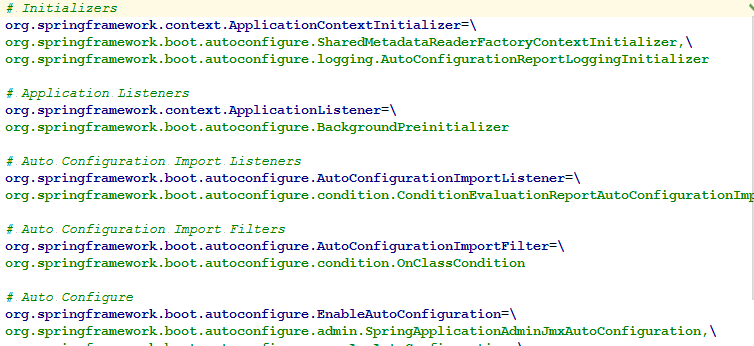 # Initializers
org.springframework.context.ApplicationContextInitializer=\
org.springframework.boot.autoconfigure.SharedMetadataReaderFactoryContextInitializer,\
org.springframework.boot.autoconfigure.logging.AutoConfigurationReportLoggingInitializer
# Application Listeners
org.springframework.context.ApplicationListener=\
org.springframework.boot.autoconfigure.BackgroundPreinitializer
# Auto Configuration Import Listeners
org.springframework.boot.autoconfigure.AutoConfigurationImportListener=\
org.springframework.boot.autoconfigure.condition.ConditionEvaluationReportAutoConfigurationImp
# Auto Configuration Import Filters
org.springframework.boot.autoconfigure.AutoConfigurationImportFilter=\
org.springframework.boot.autoconfigure.condition.OnClassCondition
# Auto Configure
org.springframework.boot.autoconfigure.EnableAutoConfiguration=\
org.springframework.boot.autoconfigure.admin.SpringApplicationAdminJmxAutoConfiguration,\